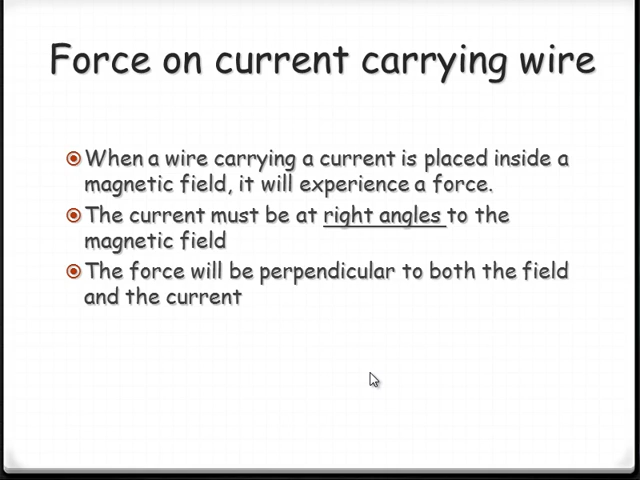 Force on current carrying wire
When a wire carrying a current is placed inside a
magnetic field, it will experience a force.
The current must be at right angles to the
magnetic field
The force will be perpendicular to both the field
and the current